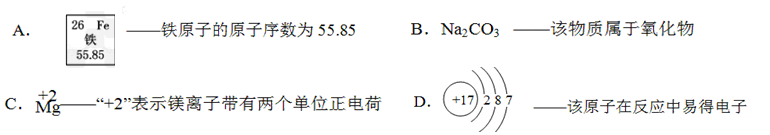 A. 26 Fe 铁 55.85 ——铁原子的原子序数为 55.85
B. Na₂CO₃ ——该物质属于氧化物
C. +2 Mg——“+2”表示镁离子带有两个单位正电荷
D. +17 2 8 7 ——该原子在反应中易得电子